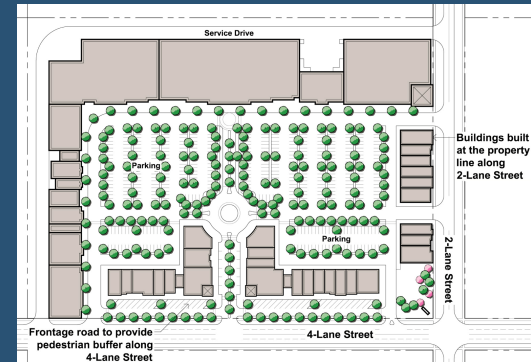 Service Drive
Parking
Buildings built
at the property
line along
2-Lane Street
Parking
2-Lane Street
4-Lane Street
Frontage road to provide
pedestrian buffer along
4-Lane Street